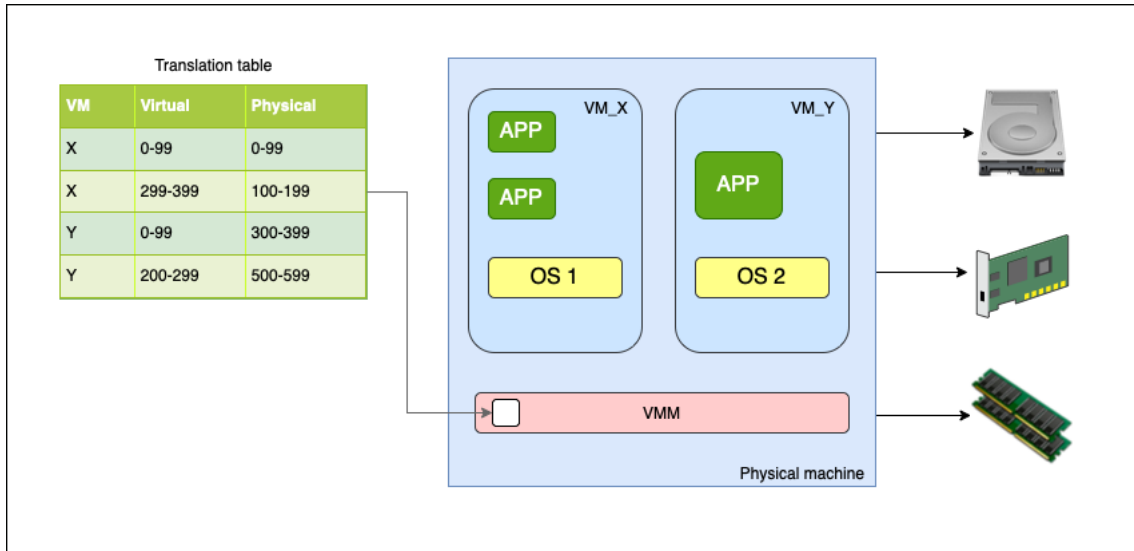 Translation table
VM Virtual Physical
X 0-99 0-99
X 299-399 100-199
Y 0-99 300-399
Y 200-299 500-599
VM_X
APP
APP
OS 1
VM_Y
APP
OS 2
VMM
Physical machine